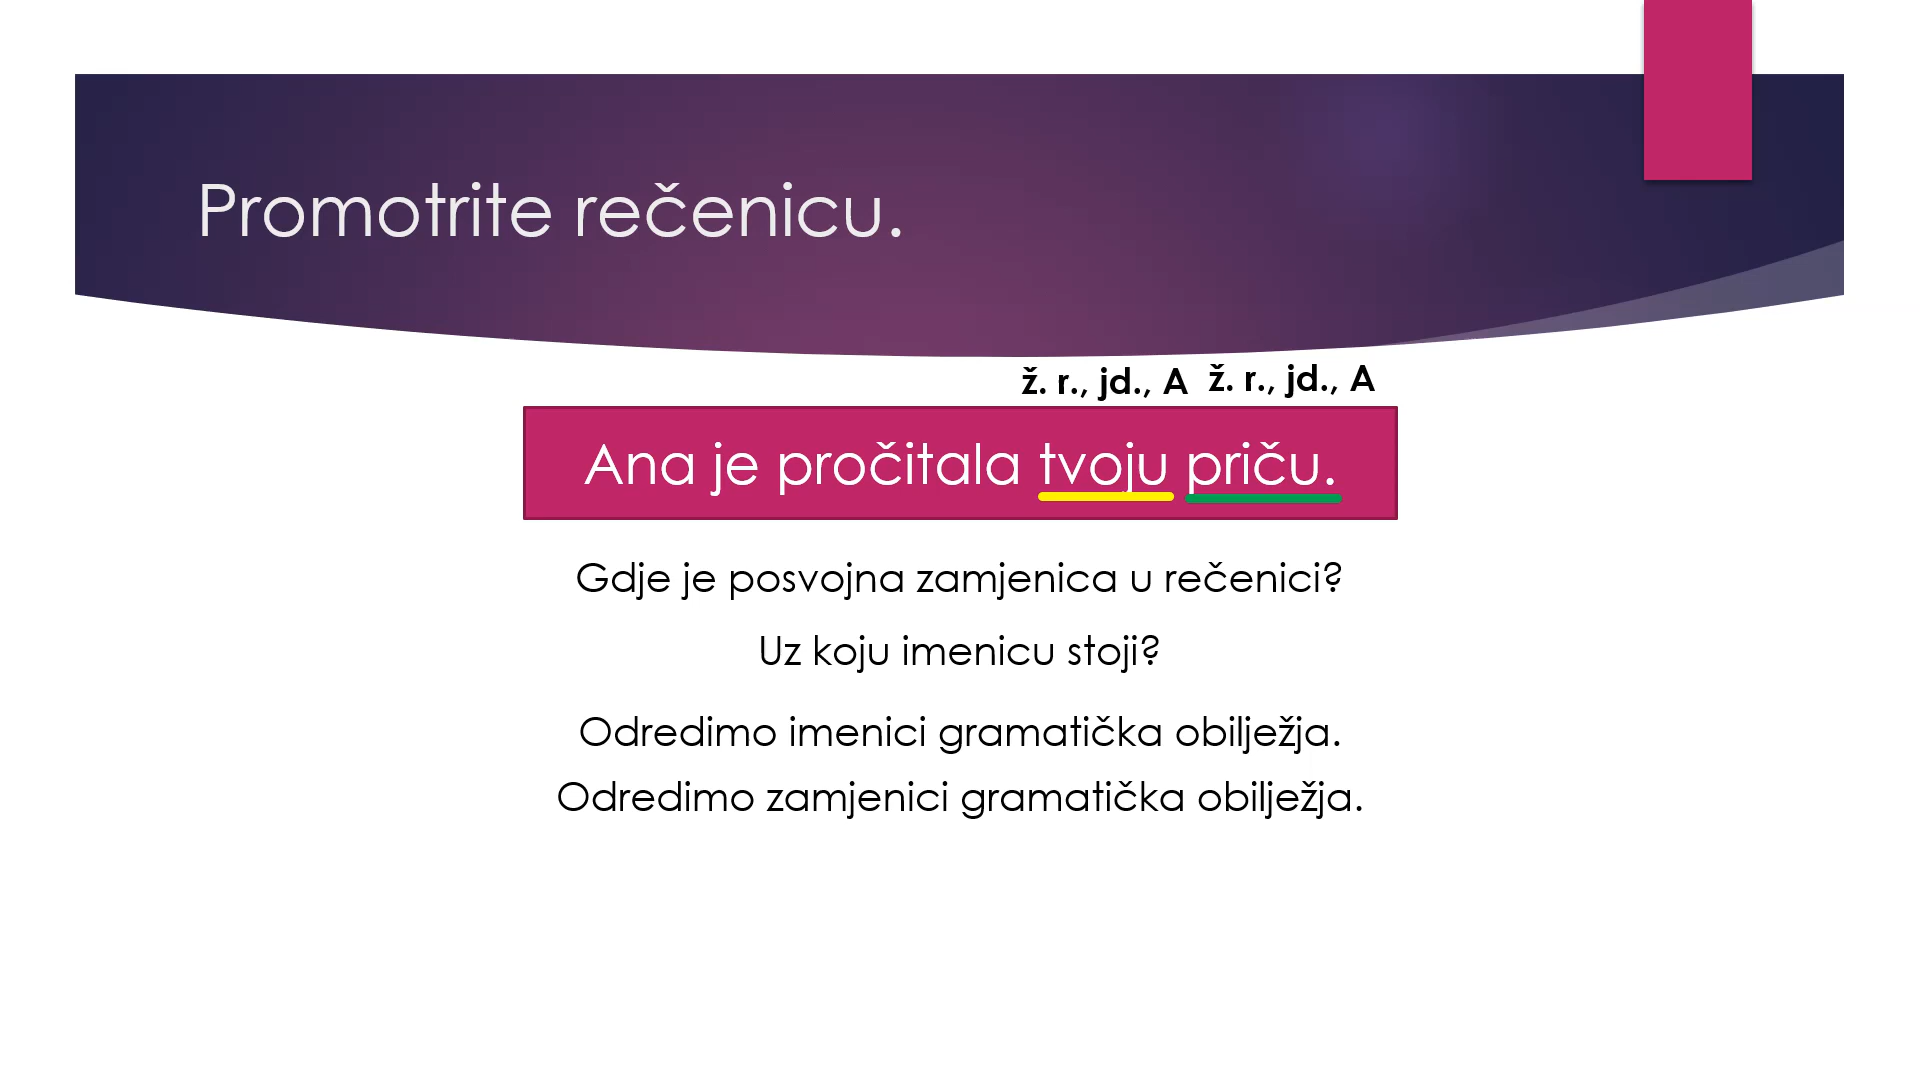 Promotrite rečenicu.
ž. r., jd., A ž. r., jd., A
Ana je pročitala tvoju priču.
Gdje je posvojna zamjenica u rečenici?
Uz koju imenicu stoji?
Odredimo imenici gramatička obilježja.
Odredimo zamjenici gramatička obilježja.